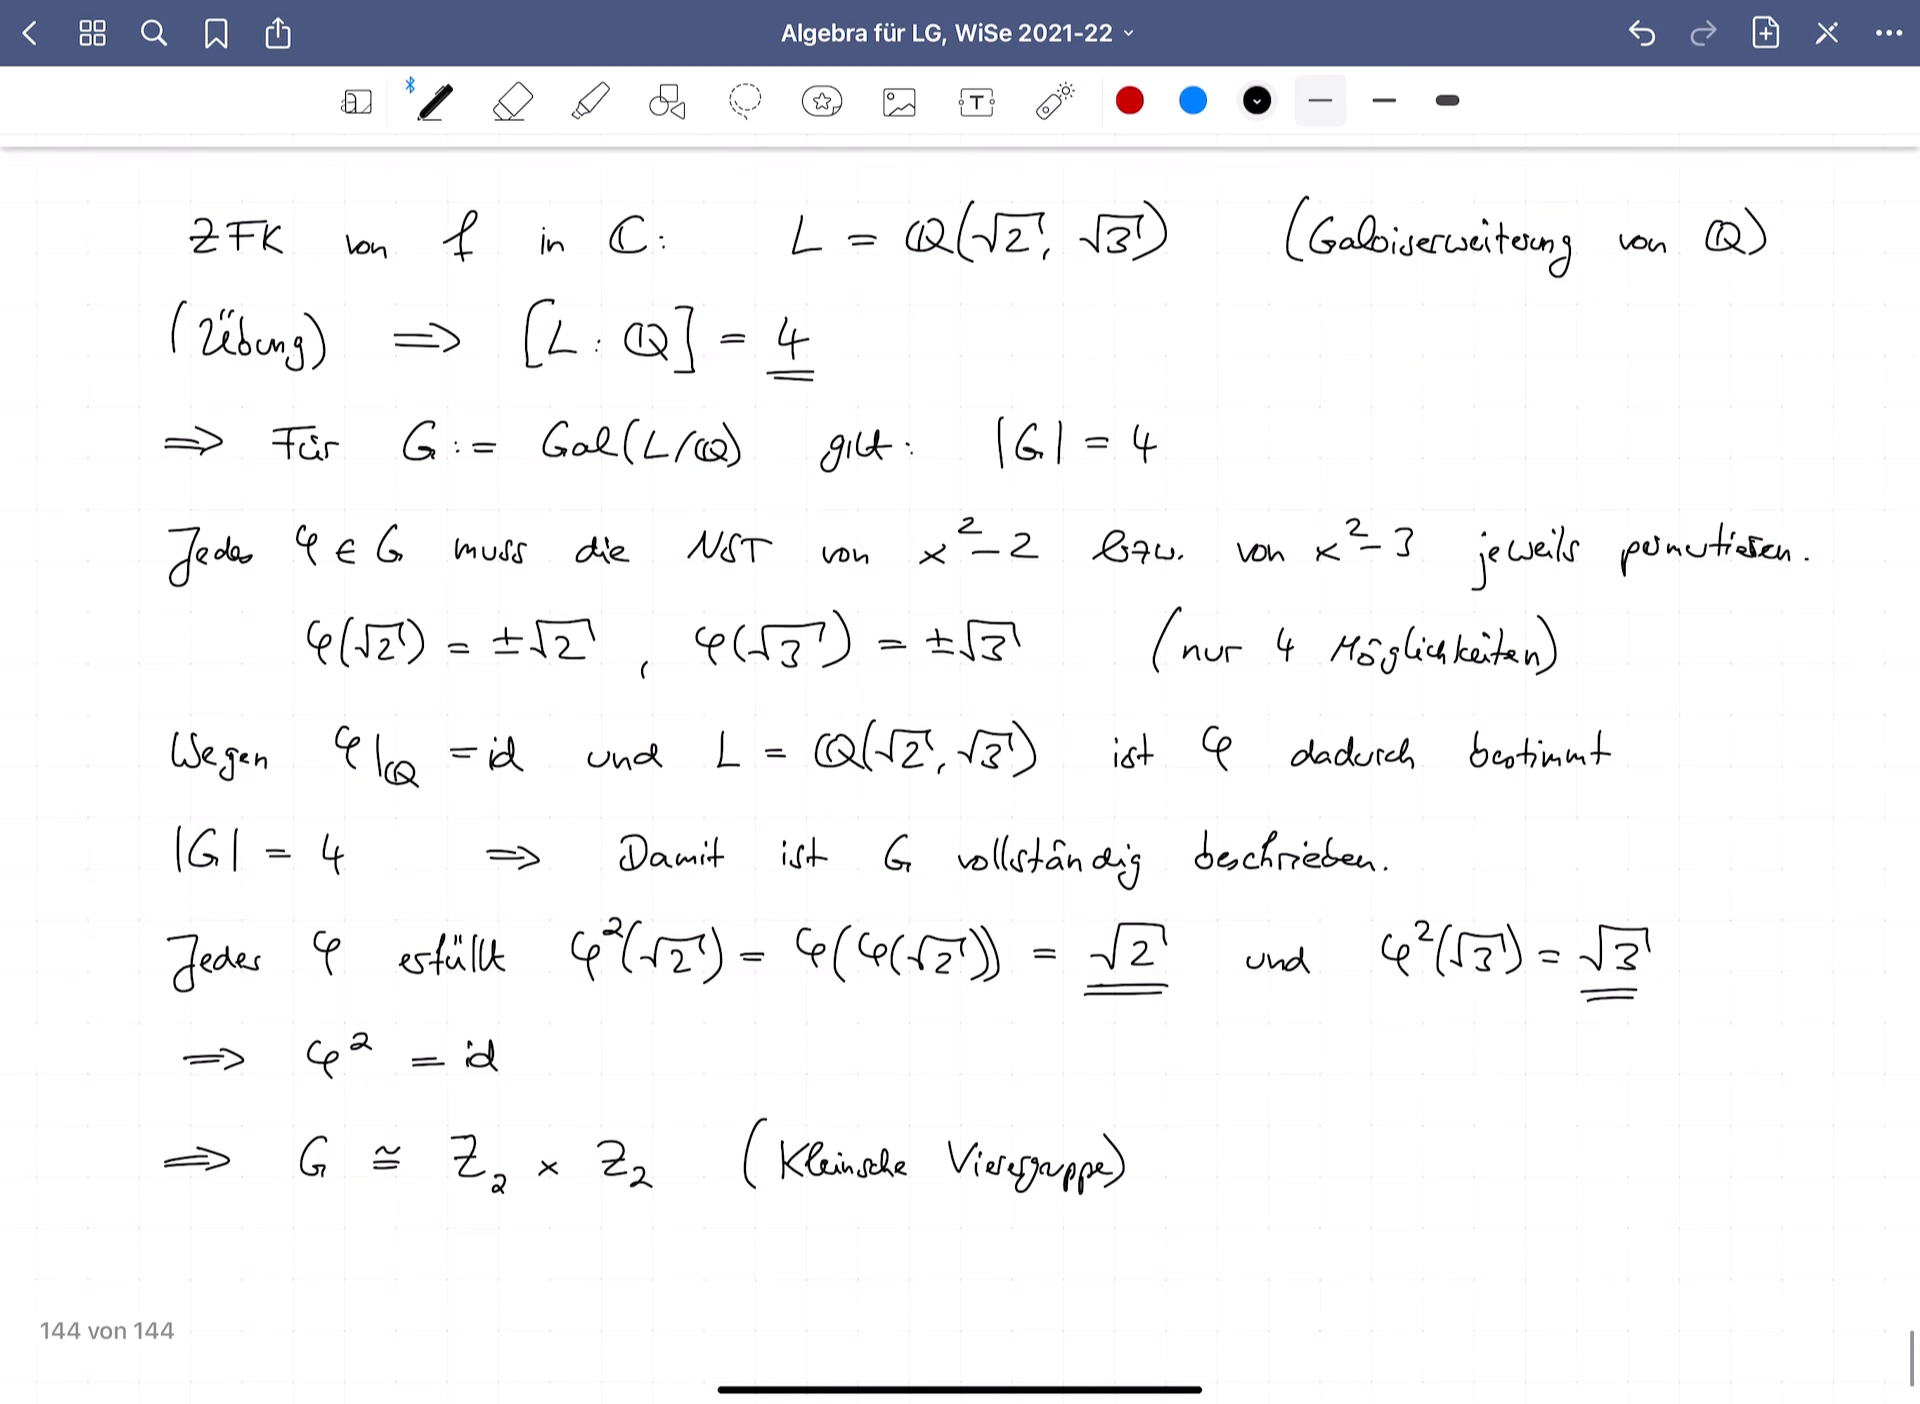 Algebra für LG, WiSe 2021-22
ZFK von f in ℂ: L = ℚ(√2, √3) (Galoiserweiterung von ℚ)
(Übung) ⟹ [L : ℚ] = 4
⟹ Für G := Gal(L/ℚ) gilt: |G| = 4
Jedes φ ∈ G muss die NST von x²-2 bzw. von x²-3 jeweils permutieren.
φ(√2) = ±√2, φ(√3) = ±√3 (nur 4 Möglichkeiten)
Wegen φ|ℚ = id und L = ℚ(√2, √3) ist φ dadurch bestimmt
|G| = 4 ⟹ Damit ist G vollständig beschrieben.
Jedes φ erfüllt φ²(√2) = φ(φ(√2)) = √2 und φ²(√3) = √3
⟹ φ² = id
⟹ G ≅ Z₂ × Z₂ (Kleinsche Vierergruppe)
144 von 144